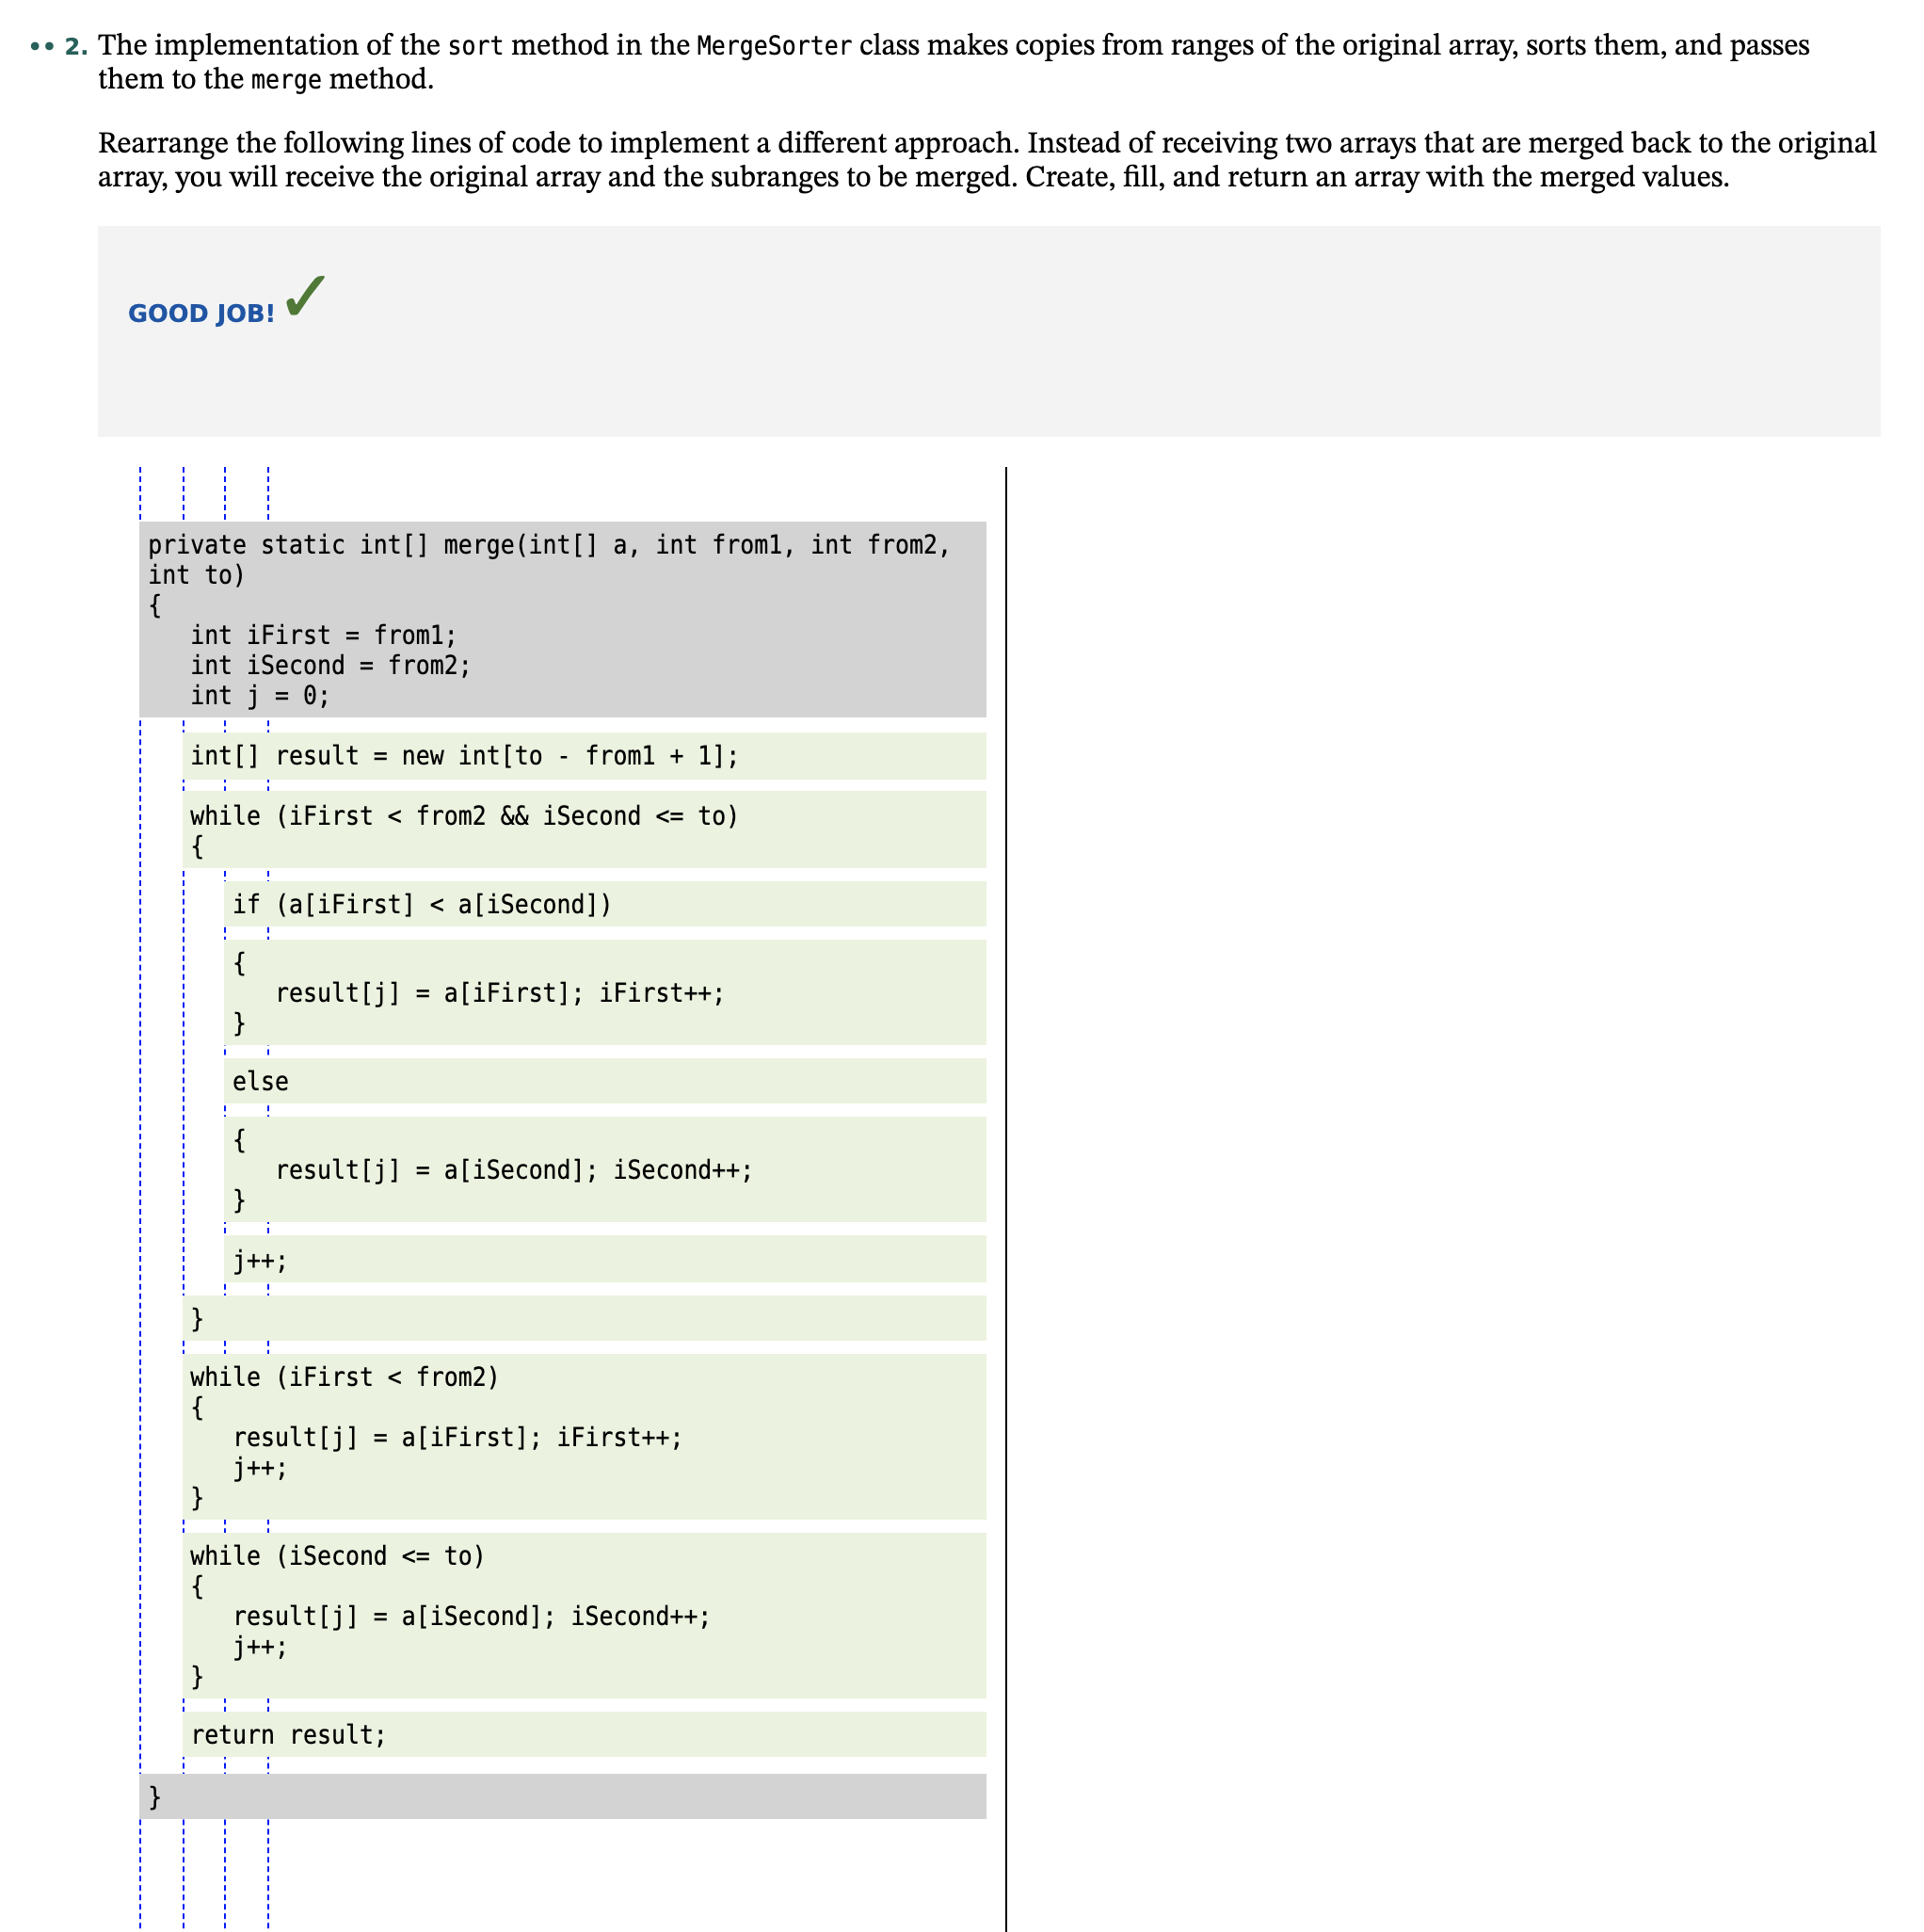 •• 2. The implementation of the sort method in the MergeSorter class makes copies from ranges of the original array, sorts them, and passes
them to the merge method.
Rearrange the following lines of code to implement a different approach. Instead of receiving two arrays that are merged back to the original
array, you will receive the original array and the subranges to be merged. Create, fill, and return an array with the merged values.
GOOD JOB! ✓
private static int[] merge(int[] a, int from1, int from2,
int to)
{
   int iFirst = from1;
   int iSecond = from2;
   int j = 0;
   int[] result = new int[to - from1 + 1];
   while (iFirst < from2 && iSecond <= to)
   {
      if (a[iFirst] < a[iSecond])
      {
         result[j] = a[iFirst]; iFirst++;
      }
      else
      {
         result[j] = a[iSecond]; iSecond++;
      }
      j++;
   }
   while (iFirst < from2)
   {
      result[j] = a[iFirst]; iFirst++;
      j++;
   }
   while (iSecond <= to)
   {
      result[j] = a[iSecond]; iSecond++;
      j++;
   }
   return result;
}